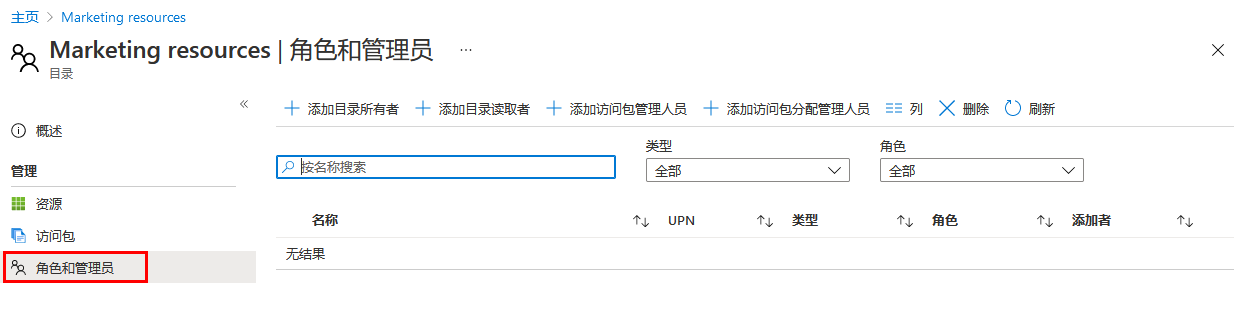 主页 > Marketing resources
Marketing resources | 角色和管理员 ...
目录
添加目录所有者 添加目录读取者 添加访问包管理人员 添加访问包分配管理人员 列 删除 刷新
概述
管理
资源
访问包
角色和管理员
类型 角色
按名称搜索 全部 全部
名称 UPN 类型 角色 添加者
无结果